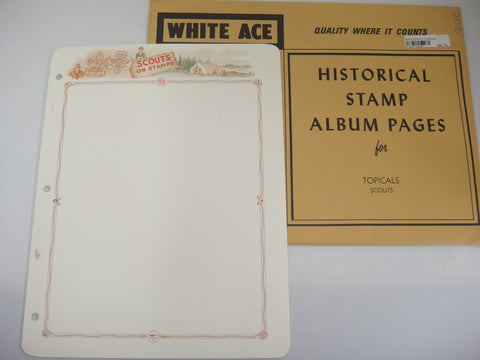 WHITE ACE
QUALITY WHERE IT COUNTS
HISTORICAL
STAMP
ALBUM PAGES
for
TOPICALS
SCOUTS
SCOUTS
ON STAMPS